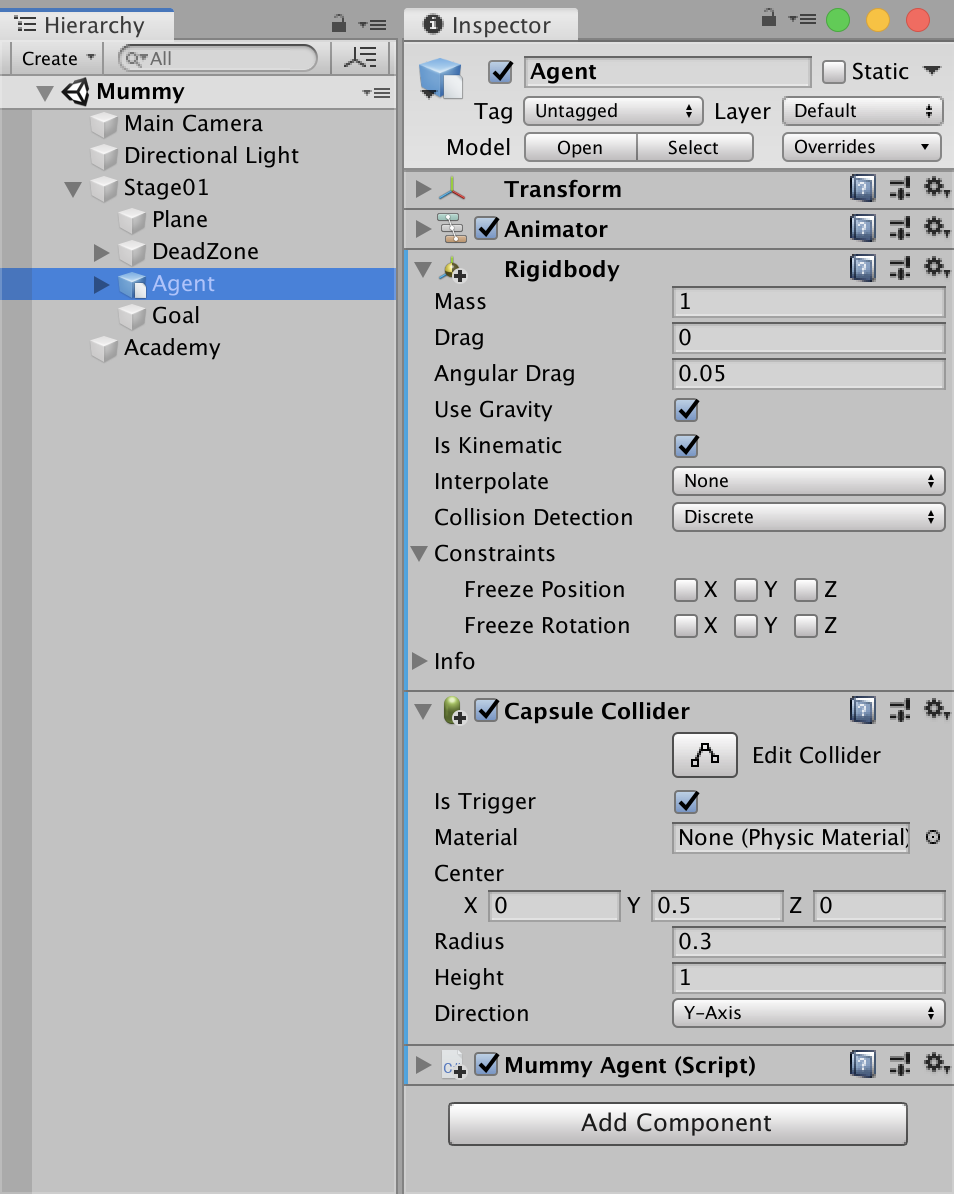 Hierarchy
Create
All
Mummy
Main Camera
Directional Light
Stage01
Plane
DeadZone
Agent
Goal
Academy
Inspector
Agent Static
Tag Untagged Layer Default
Model Open Select Overrides
Transform
Animator
Rigidbody
Mass 1
Drag 0
Angular Drag 0.05
Use Gravity
Is Kinematic
Interpolate None
Collision Detection Discrete
Constraints
Freeze Position X Y Z
Freeze Rotation X Y Z
Info
Capsule Collider
Edit Collider
Is Trigger
Material None (Physic Material)
Center
X 0 Y 0.5 Z 0
Radius 0.3
Height 1
Direction Y-Axis
Mummy Agent (Script)
Add Component